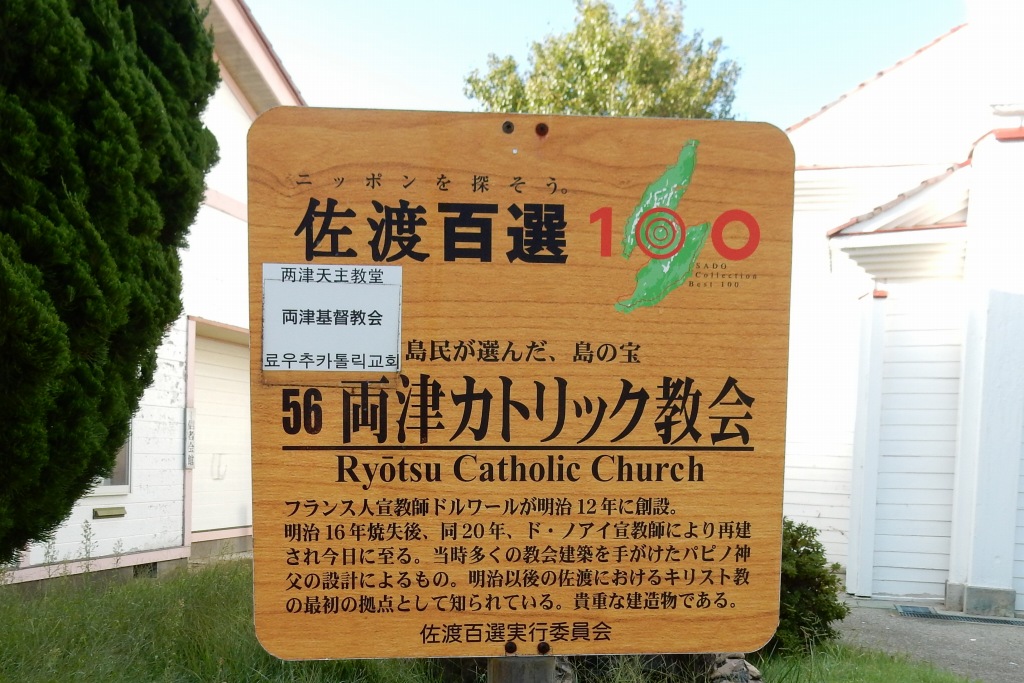 ニッポンを探そう。
佐渡百選 100
SADO
Collection
Best 100
両津天主教堂
両津基督教会
료우추카톨릭교회
島民が選んだ、島の宝
56 両津カトリック教会
Ryōtsu Catholic Church
フランス人宣教師ドルワールが明治12年に創設。
明治16年焼失後、同20年、ド・ノアイ宣教師により再建
され今日に至る。当時多くの教会建築を手がけたパピノ神
父の設計によるもの。明治以後の佐渡におけるキリスト教
の最初の拠点として知られている。貴重な建造物である。
佐渡百選実行委員会